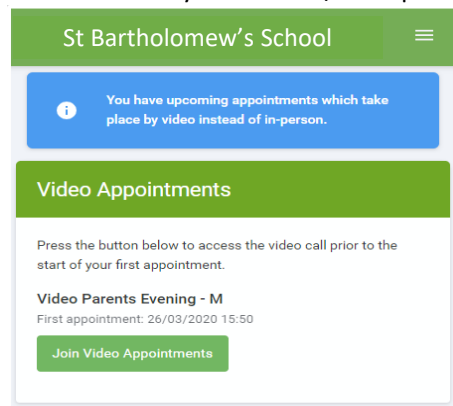 St Bartholomew's School
You have upcoming appointments which take
place by video instead of in-person.
Video Appointments
Press the button below to access the video call prior to the
start of your first appointment.
Video Parents Evening - M
First appointment: 26/03/2020 15:50
Join Video Appointments